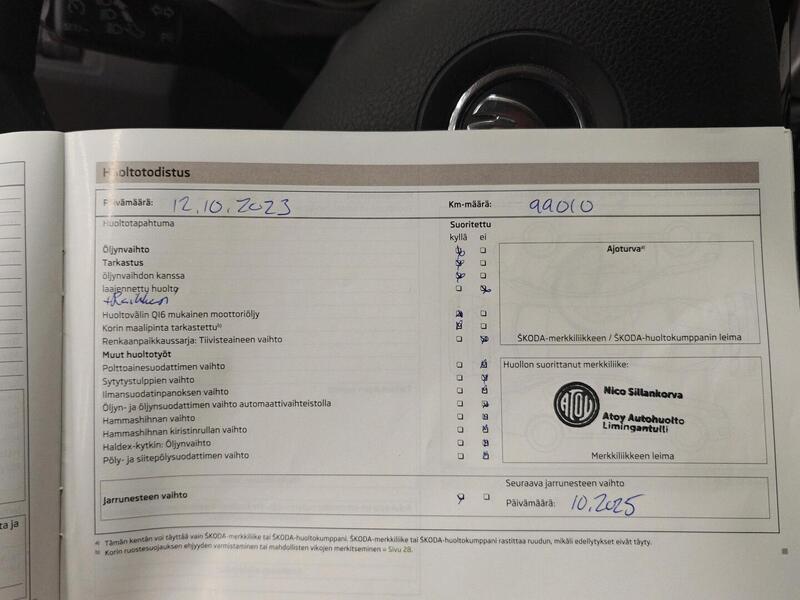 Huoltotodistus
Päivämäärä: 12.10.2023 Km-määrä: 99010
Huoltotapahtuma Suoritettu
kyllä ei
Öljynvaihto
Tarkastus
öljynvaihdon kanssa
laajennettu huolto
Huoltovälin QI6 mukainen moottoriöljy
Korin maalipinta tarkastettu b)
Renkaanpaikkaussarja: Tiivisteaineen vaihto
Muut huoltotyöt
Polttoainesuodattimen vaihto
Sytytystulppien vaihto
Ilmansuodatinpanoksen vaihto
Öljyn- ja öljynsuodattimen vaihto automaattivaihteistolla
Hammashihnan vaihto
Hammashihnan kiristinrullan vaihto
Haldex-kytkin: Öljynvaihto
Pöly- ja siitepölysuodattimen vaihto
Ajoturva a)
ŠKODA-merkkiliikkeen / ŠKODA-huoltokumppanin leima
Huollon suorittanut merkkiliike:
ATOY
Nico Sillankorva
Atoy Autohuolto
Limingantulli
Merkkiliikkeen leima
Jarrunesteen vaihto
Seuraava jarrunesteen vaihto
Päivämäärä: 10.2025
a) Tämän kentän voi täyttää vain ŠKODA-merkkiliike tai ŠKODA-huoltokumppani. ŠKODA-merkkiliike tai ŠKODA-huoltokumppani rastittaa ruudun, mikäli edellytykset eivät täyty.
b) Korin ruostesuojauksen ehjyyden varmistaminen tai mahdollisten vikojen merkitseminen » Sivu 28.
ta ja